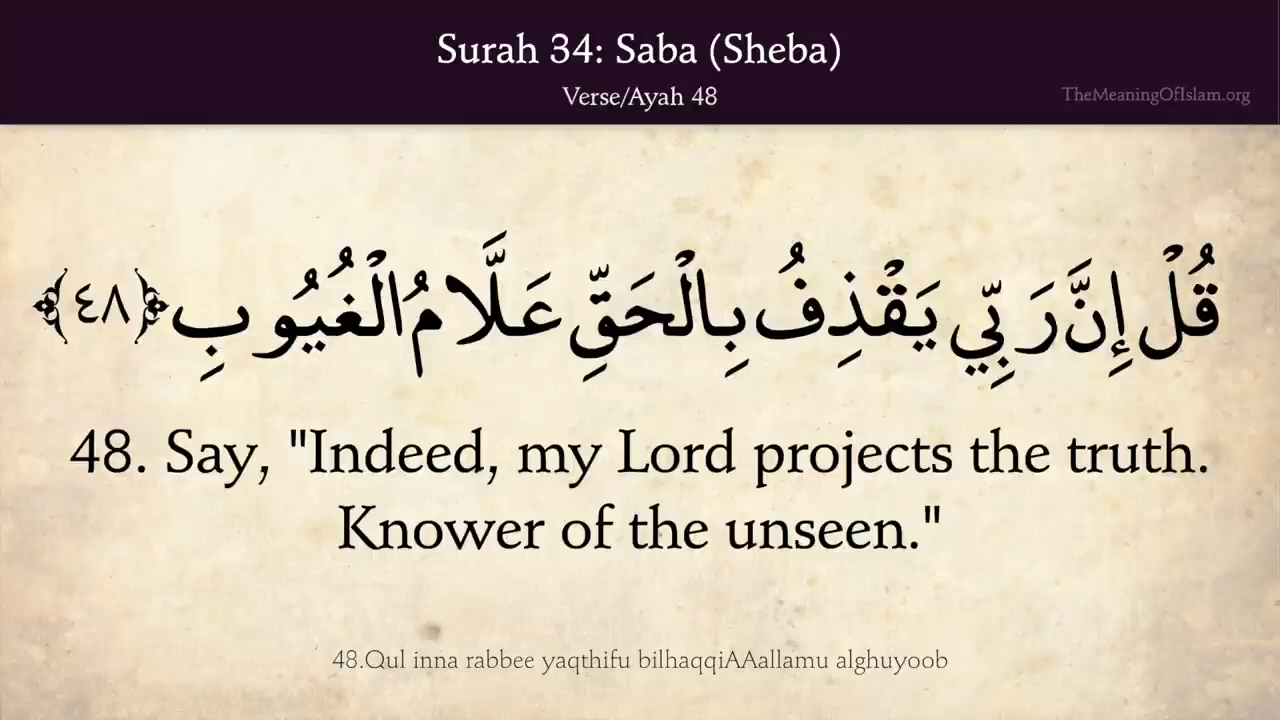 Surah 34: Saba (Sheba)
Verse/Ayah 48
TheMeaningOfIslam.org
قُلْ إِنَّ رَبِّي يَقْذِفُ بِالْحَقِّ عَلَّامُ الْغُيُوبِ ﴿٤٨﴾
48. Say, "Indeed, my Lord projects the truth.
Knower of the unseen."
48.Qul inna rabbee yaqthifu bilhaqqiAAallamu alghuyoob